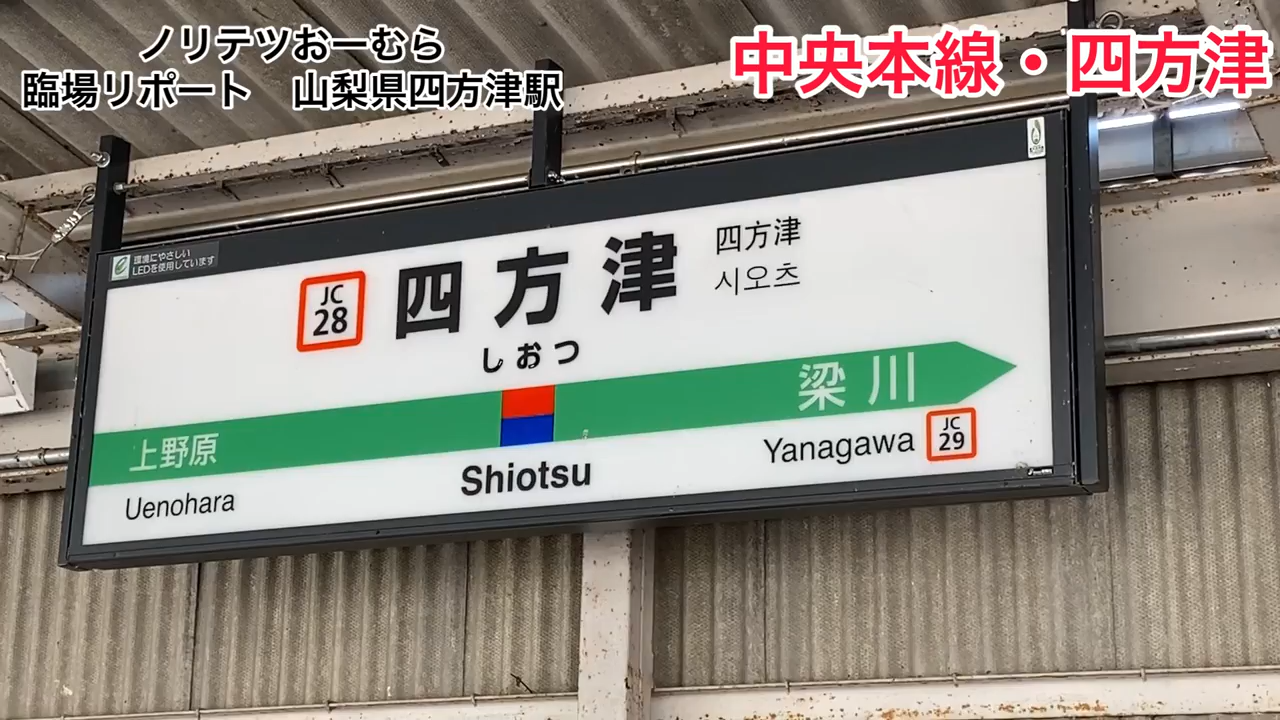 ノリテツおーむら
臨場リポート　山梨県四方津駅
中央本線・四方津
環境にやさしい
LEDを使用しています
JC
28
四方津
しおつ
四方津
시오츠
上野原
梁川
Uenohara
Shiotsu
Yanagawa
JC
29